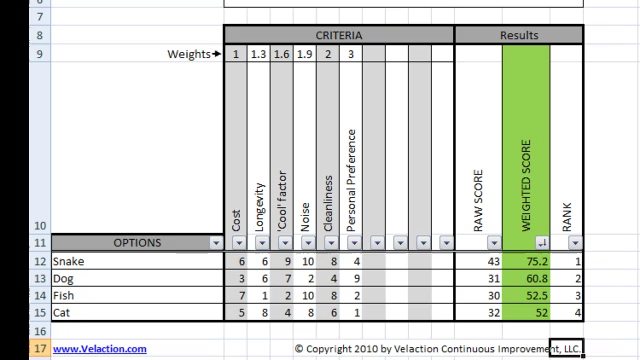 6
7
8 CRITERIA Results
9 Weights 1 1.3 1.6 1.9 2 3
10 Cost Longevity 'Cool' factor Noise Cleanliness Personal Preference RAW SCORE WEIGHTED SCORE RANK
11 OPTIONS
12 Snake 6 6 9 10 8 4 43 75.2 1
13 Dog 3 6 7 2 4 9 31 60.8 2
14 Fish 7 1 2 10 8 2 30 52.5 3
15 Cat 5 8 4 8 6 1 32 52 4
16
17 www.Velaction.com © Copyright 2010 by Velaction Continuous Improvement, LLC.